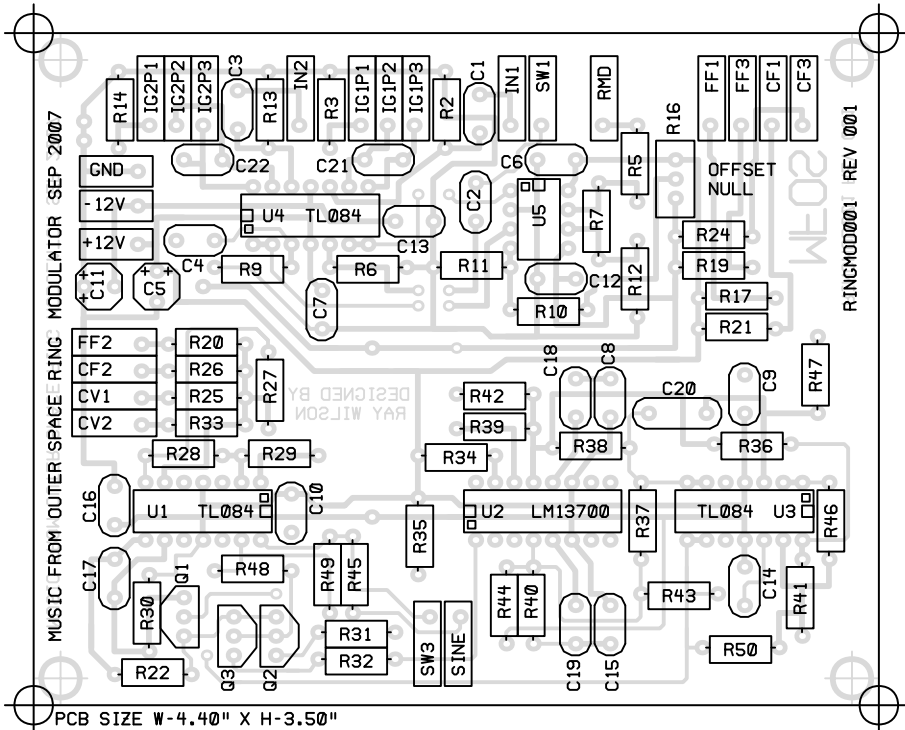 R14
IG2P1
IG2P2
IG2P3
C3
R13
IN2
R3
IG1P1
IG1P2
IG1P3
R2
C1
IN1
SW1
RMD
R16
FF1
FF3
CF1
CF3
GND
-12V
+12V
C22
C21
C6
R5
OFFSET
NULL
U4 TL084
C2
U5
R7
C13
C4
R9
R6
R11
C12
R12
R24
R19
R17
R21
C11
C5
C7
R10
MFOS
MUSIC FROM OUTER SPACE RING MODULATOR SEP 2007
RINGMOD001 REV 001
FF2
CF2
CV1
CV2
R20
R26
R25
R33
R27
DESIGNED BY
RAY WILSON
R42
R39
R34
C18
C8
C20
C9
R47
R38
R36
R28
R29
C16
U1 TL084
C10
R35
U2 LM13700
R37
TL084 U3
R46
C17
R30
Q1
R48
R49
R45
R44
R40
R43
C14
R41
R22
Q3
Q2
R31
R32
SW3
SINE
C19
C15
R50
PCB SIZE W-4.40" X H-3.50"